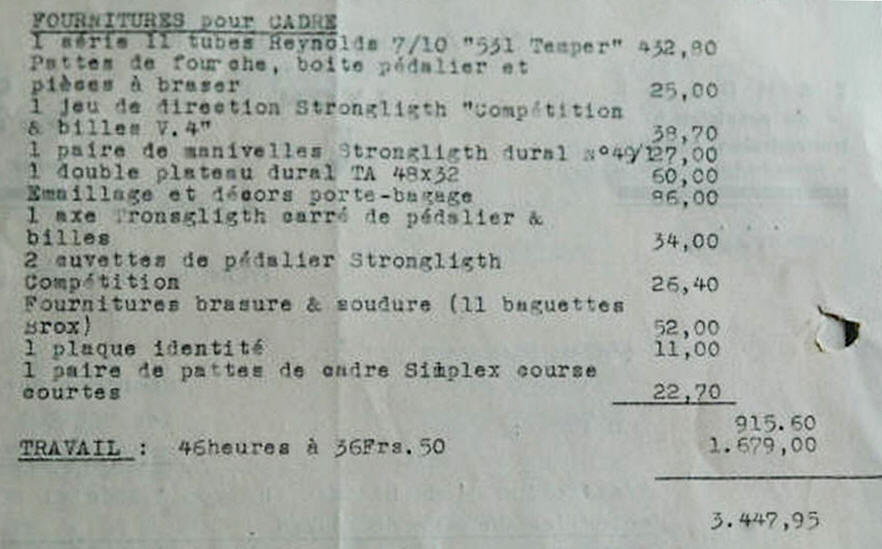 FOURNITURES pour CADRE
1 série 11 tubes Reynolds 7/10 "531 Temper" 432,80
Pattes de fourche, boite pédalier et
pièces à braser 25,00
1 jeu de direction Strongligth "Compétition
& billes V.4" 38,70
1 paire de manivelles Strongligth dural n°49/127,00
1 double plateau dural TA 48x32 60,00
Emaillage et décors porte-bagage 86,00
1 axe Tronsgligth carré de pédalier &
billes 34,00
2 cuvettes de pédalier Strongligth
Compétition 26,40
Fournitures brasure & soudure (11 baguettes
Brox) 52,00
1 plaque identité 11,00
1 paire de pattes de cadre Simplex course
courtes 22,70
915.60
TRAVAIL : 46heures à 36Frs.50 1.679,00
3.447,95